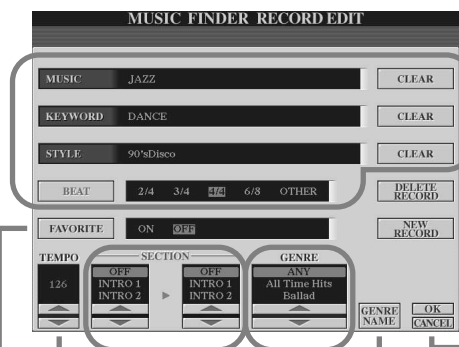 MUSIC FINDER RECORD EDIT
MUSIC JAZZ CLEAR
KEYWORD DANCE CLEAR
STYLE 90'sDisco CLEAR
BEAT 2/4 3/4 4/4 6/8 OTHER DELETE RECORD
FAVORITE ON OFF NEW RECORD
TEMPO SECTION GENRE
126 OFF INTRO 1 INTRO 2 OFF INTRO 1 INTRO 2 ANY All Time Hits Ballad
GENRE NAME OK CANCEL